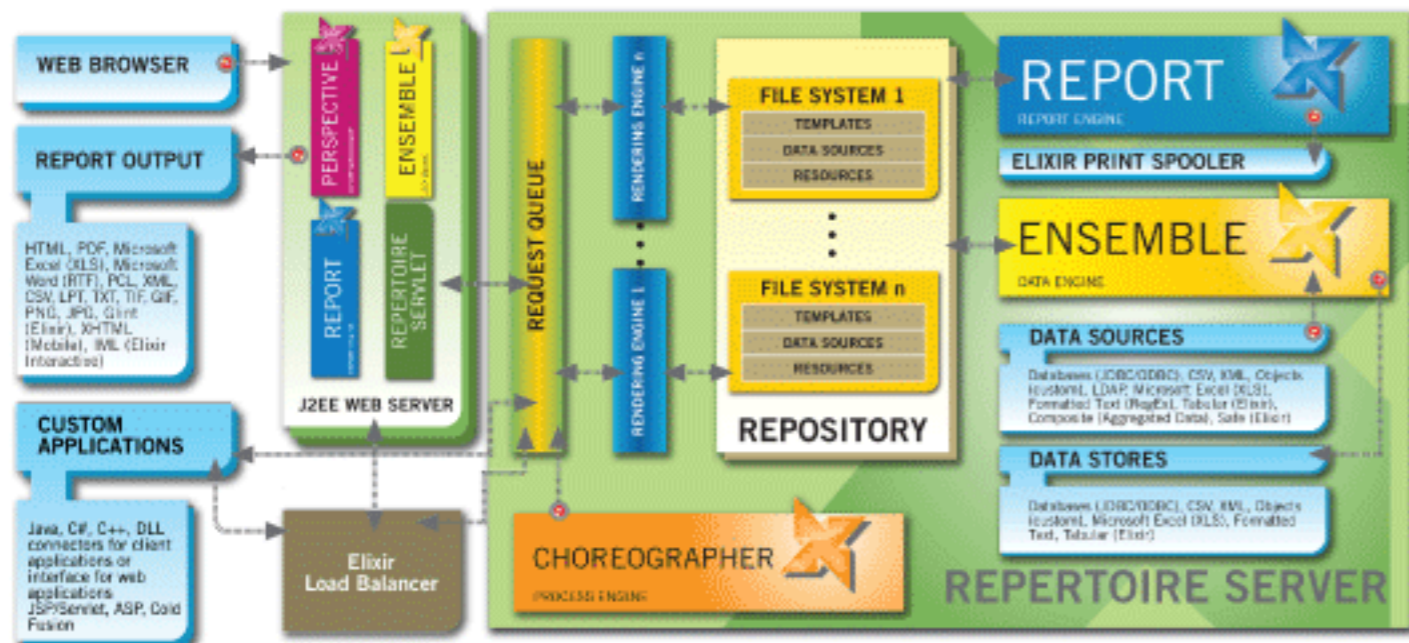 WEB BROWSER
REPORT OUTPUT
HTML, PDF, Microsoft
Excel (XLS), Microsoft
Word (RTF), PCL, XML,
CSV, LPT, TXT, TIF, GIF,
PNG, JPG, Glint
(Elixir), XHTML
(Mobile), IML (Elixir
Interactive)
CUSTOM
APPLICATIONS
Java, C#, C++, DLL
connectors for client
applications or
interface for web
applications
JSP/Servlet, ASP, Cold
Fusion
PERSPECTIVE
ENSEMBLE
REPORT
REPERTOIRE
SERVLET
J2EE WEB SERVER
Elixir
Load Balancer
REQUEST QUEUE
RENDERING ENGINE n
RENDERING ENGINE 1
FILE SYSTEM 1
TEMPLATES
DATA SOURCES
RESOURCES
FILE SYSTEM n
TEMPLATES
DATA SOURCES
RESOURCES
REPOSITORY
CHOREOGRAPHER
PROCESS ENGINE
REPORT
REPORT ENGINE
ELIXIR PRINT SPOOLER
ENSEMBLE
DATA ENGINE
DATA SOURCES
Databases (JDBC/ODBC), CSV, XML, Objects
(custom), LDAP, Microsoft Excel (XLS),
Formatted Text (RegEx), Tabular (Elixir),
Composite (Aggregated Data), Safe (Elixir)
DATA STORES
Databases (JDBC/ODBC), CSV, XML, Objects
(custom), Microsoft Excel (XLS), Formatted
Text, Tabular (Elixir)
REPERTOIRE SERVER